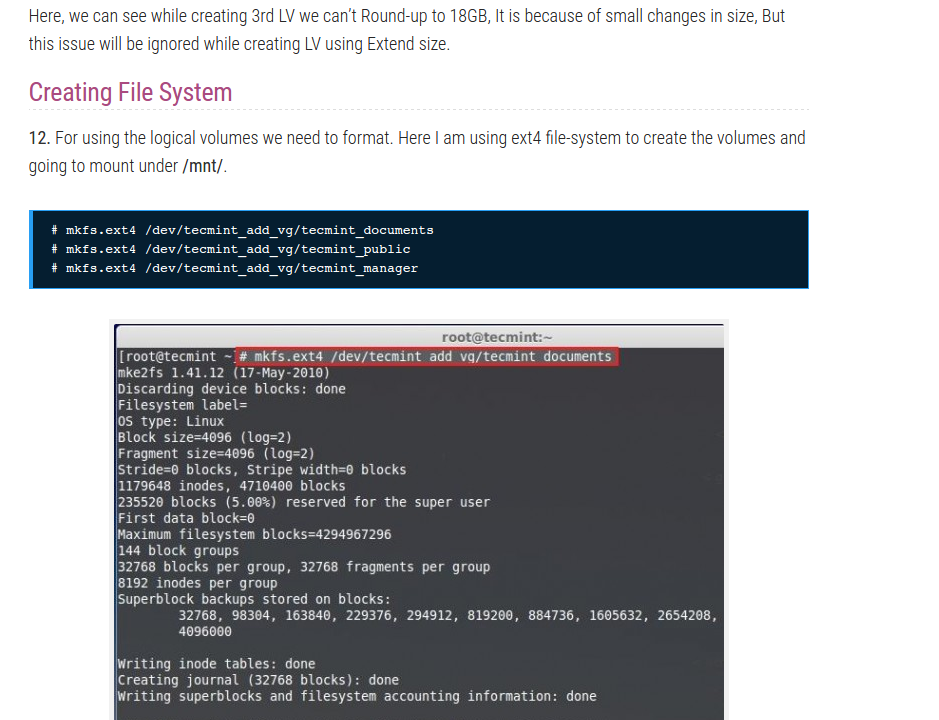 Here, we can see while creating 3rd LV we can't Round-up to 18GB, It is because of small changes in size, But
this issue will be ignored while creating LV using Extend size.
Creating File System
12. For using the logical volumes we need to format. Here I am using ext4 file-system to create the volumes and
going to mount under /mnt/.
# mkfs.ext4 /dev/tecmint_add_vg/tecmint_documents
# mkfs.ext4 /dev/tecmint_add_vg/tecmint_public
# mkfs.ext4 /dev/tecmint_add_vg/tecmint_manager
root@tecmint:~
[root@tecmint ~]# mkfs.ext4 /dev/tecmint_add_vg/tecmint_documents
mke2fs 1.41.12 (17-May-2010)
Discarding device blocks: done
Filesystem label=
OS type: Linux
Block size=4096 (log=2)
Fragment size=4096 (log=2)
Stride=0 blocks, Stripe width=0 blocks
1179648 inodes, 4710400 blocks
235520 blocks (5.00%) reserved for the super user
First data block=0
Maximum filesystem blocks=4294967296
144 block groups
32768 blocks per group, 32768 fragments per group
8192 inodes per group
Superblock backups stored on blocks:
32768, 98304, 163840, 229376, 294912, 819200, 884736, 1605632, 2654208,
4096000
Writing inode tables: done
Creating journal (32768 blocks): done
Writing superblocks and filesystem accounting information: done